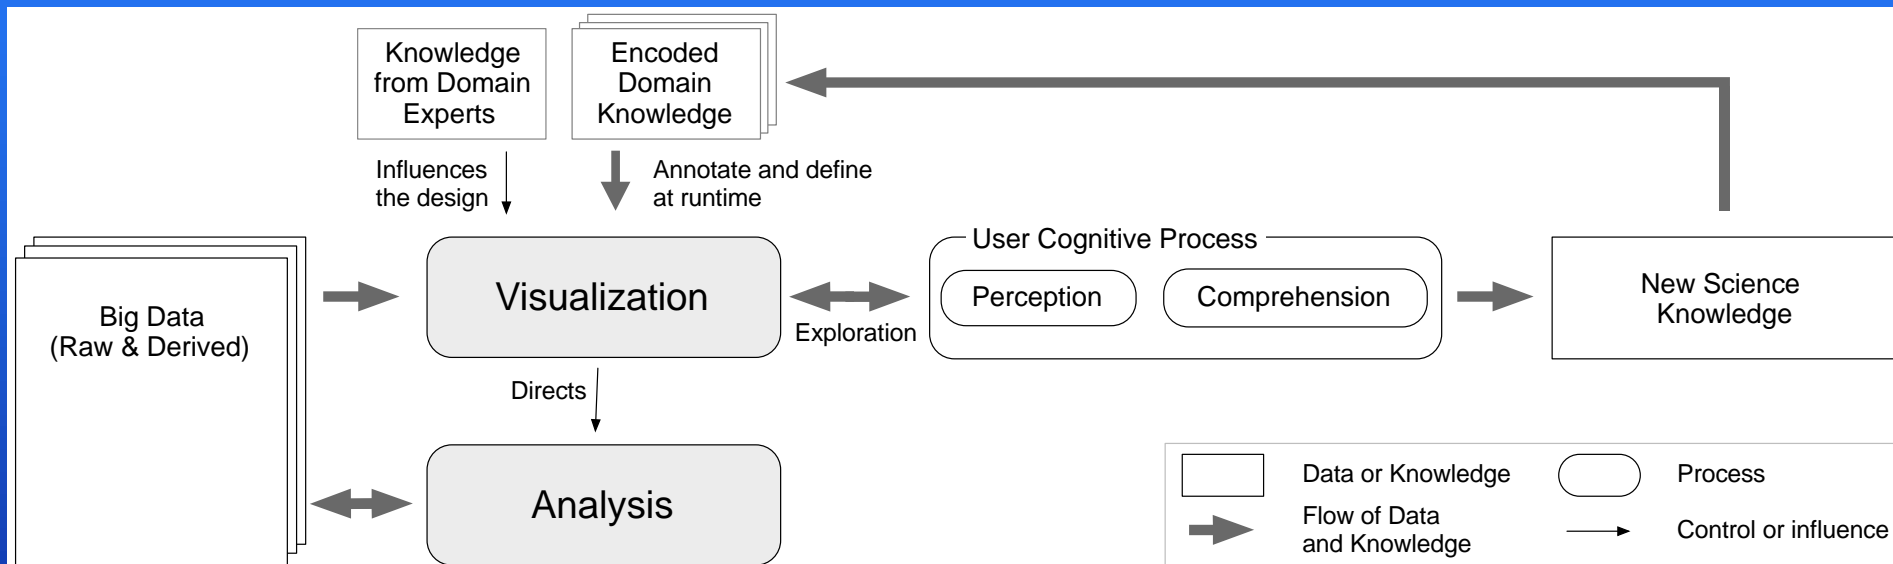 Knowledge
from Domain
Experts
Encoded
Domain
Knowledge
Influences
the design
Annotate and define
at runtime
Big Data
(Raw & Derived)
Visualization
Exploration
User Cognitive Process
Perception
Comprehension
New Science
Knowledge
Directs
Analysis
Data or Knowledge
Process
Flow of Data
and Knowledge
Control or influence